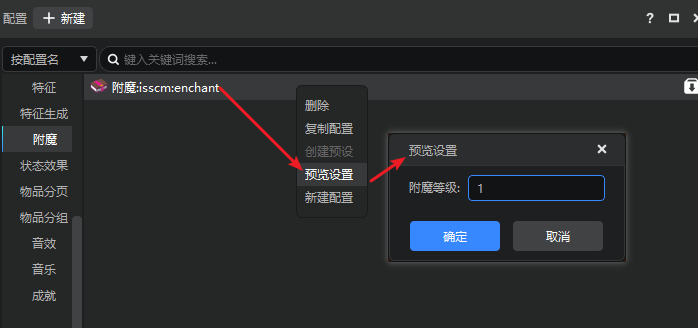 配置 + 新建 ?
按配置名 键入关键词搜索...
特征
特征生成
附魔
状态效果
物品分页
物品分组
音效
音乐
成就
附魔:isscm:enchant
删除
复制配置
创建预设
预览设置
新建配置
预览设置
附魔等级: 1
确定 取消